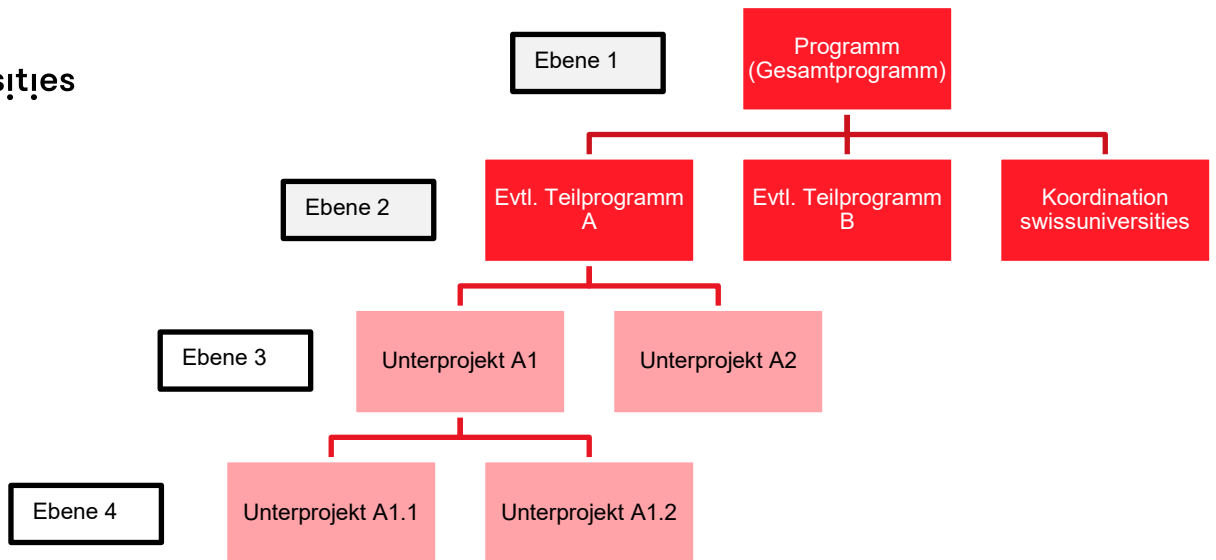 Ebene 1
Programm
(Gesamtprogramm)
Ebene 2
Evtl. Teilprogramm
A
Evtl. Teilprogramm
B
Koordination
swissuniversities
Ebene 3
Unterprojekt A1
Unterprojekt A2
Ebene 4
Unterprojekt A1.1
Unterprojekt A1.2